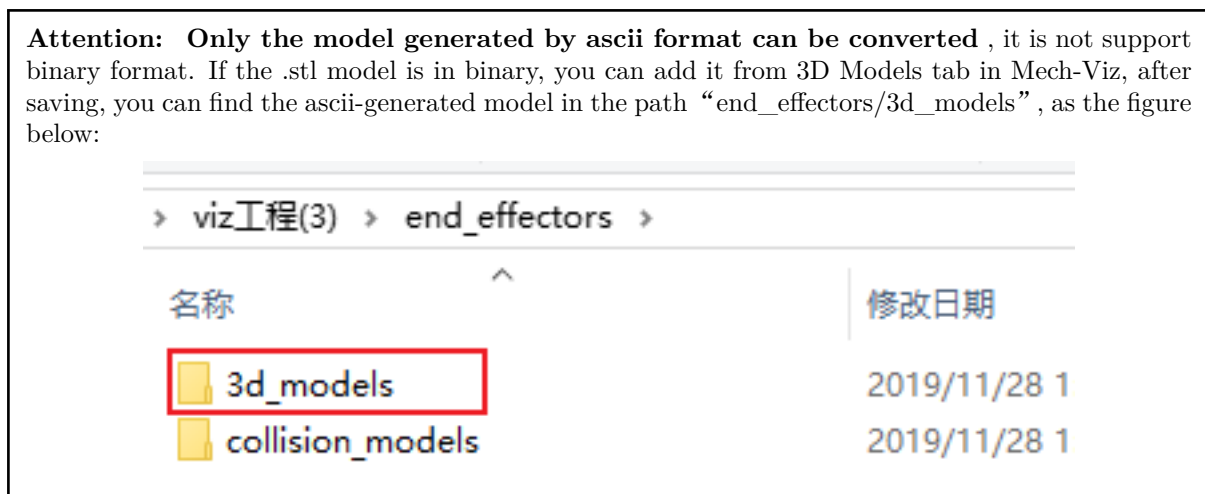 Attention: Only the model generated by ascii format can be converted , it is not support
binary format. If the .stl model is in binary, you can add it from 3D Models tab in Mech-Viz, after
saving, you can find the ascii-generated model in the path “end_effectors/3d_models”, as the figure
below:
> viz工程(3) > end_effectors >
名称 修改日期
3d_models 2019/11/28 1
collision_models 2019/11/28 1